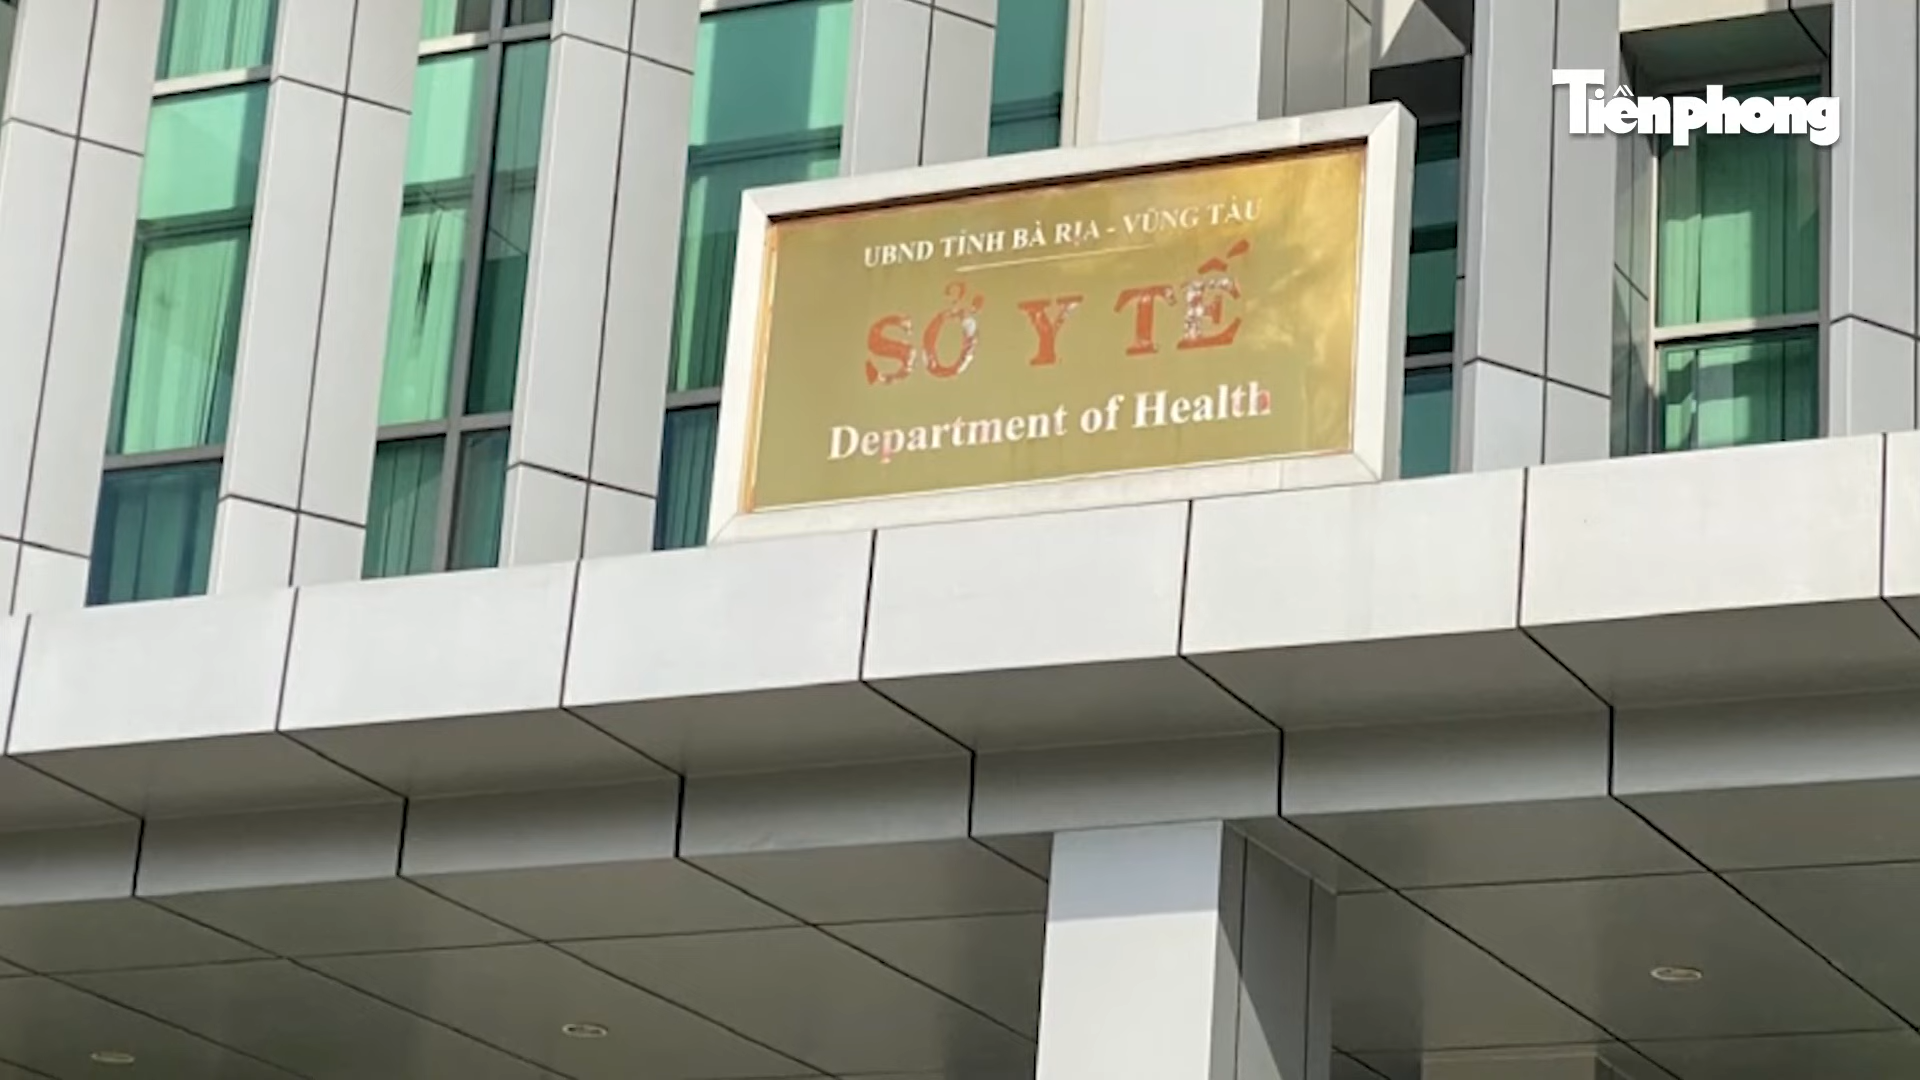 Tiềnphong
UBND TỈNH BÀ RỊA - VŨNG TÀU
SỞ Y TẾ
Department of Health